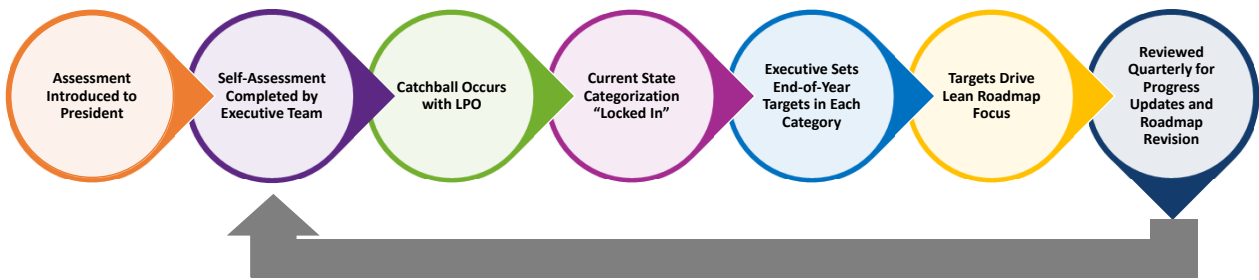 Assessment
Introduced to
President
Self-Assessment
Completed by
Executive Team
Catchball Occurs
with LPO
Current State
Categorization
“Locked In”
Executive Sets
End-of-Year
Targets in Each
Category
Targets Drive
Lean Roadmap
Focus
Reviewed
Quarterly for
Progress
Updates and
Roadmap
Revision